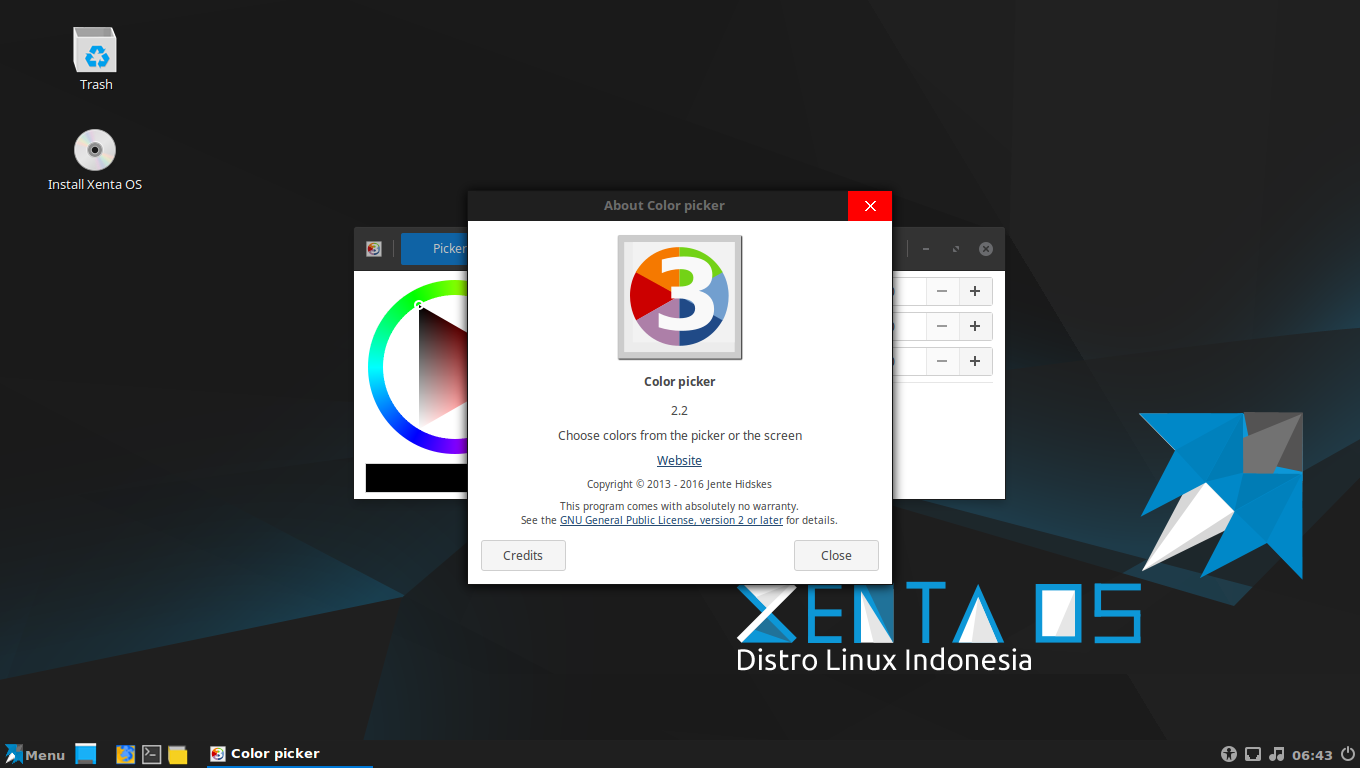 Trash
Install Xenta OS
About Color picker
Picker
3
Color picker
2.2
Choose colors from the picker or the screen
Website
Copyright © 2013 - 2016 Jente Hidskes
This program comes with absolutely no warranty.
See the GNU General Public License, version 2 or later for details.
Credits
Close
XENTA OS
Distro Linux Indonesia
Menu
Color picker
06:43